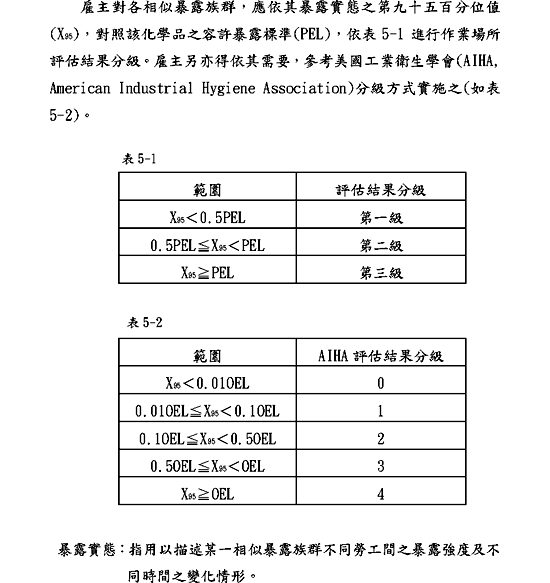 雇主對各相似暴露族群，應依其暴露實態之第九十五百分位值
(X₉₅)，對照該化學品之容許暴露標準(PEL)，依表 5-1 進行作業場所
評估結果分級。雇主另亦得依其需要，參考美國工業衛生學會(AIHA,
American Industrial Hygiene Association)分級方式實施之(如表
5-2)。
表 5-1
範圍 評估結果分級
X₉₅＜0.5PEL 第一級
0.5PEL≦X₉₅＜PEL 第二級
X₉₅≧PEL 第三級
表 5-2
範圍 AIHA 評估結果分級
X₉₅＜0.01OEL 0
0.01OEL≦X₉₅＜0.1OEL 1
0.1OEL≦X₉₅＜0.5OEL 2
0.5OEL≦X₉₅＜OEL 3
X₉₅≧OEL 4
暴露實態：指用以描述某一相似暴露族群不同勞工間之暴露強度及不
同時間之變化情形。